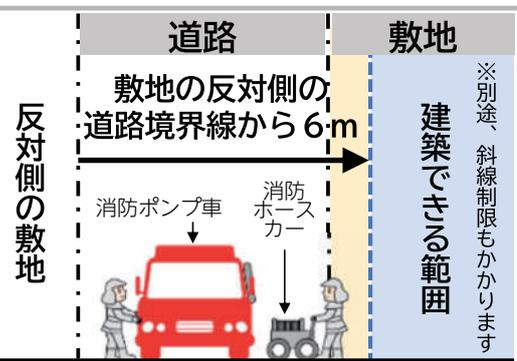 道路
敷地
敷地の反対側の
道路境界線から6m
反対側の敷地
消防ポンプ車
消防
ホース
カー
建築できる範囲
※別途、斜線制限もかかります